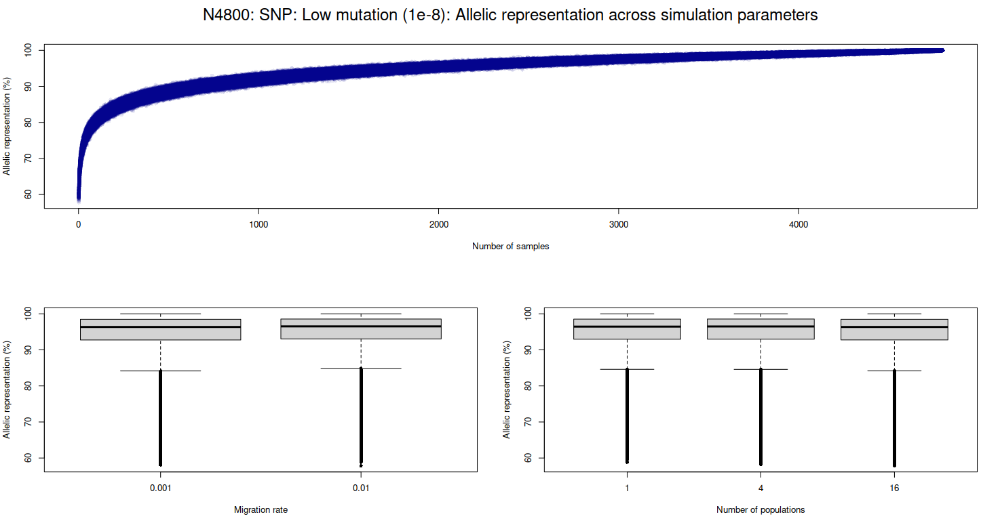 N4800: SNP: Low mutation (1e-8): Allelic representation across simulation parameters
Allelic representation (%)
100
90
80
70
60
0 1000 2000 3000 4000
Number of samples
Allelic representation (%)
100
90
80
70
60
0.001 0.01
Migration rate
Allelic representation (%)
100
90
80
70
60
1 4 16
Number of populations